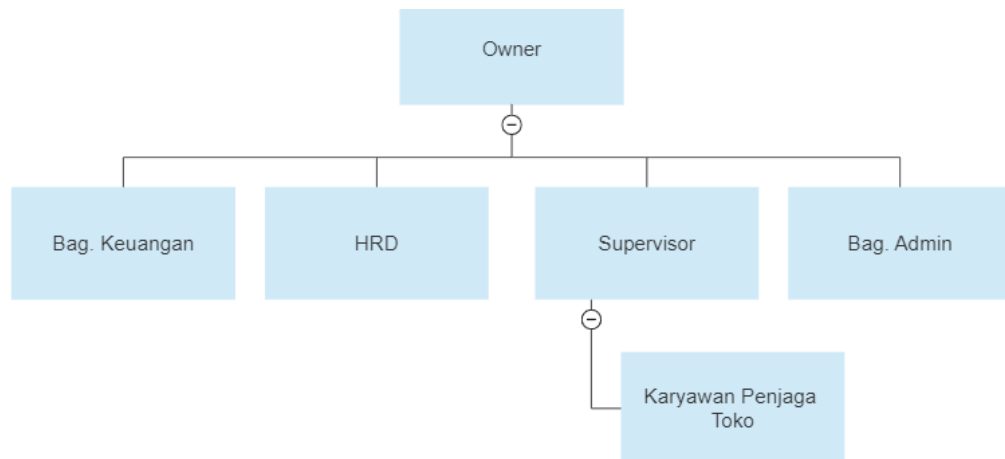 Owner
Bag. Keuangan
HRD
Supervisor
Bag. Admin
Karyawan Penjaga
Toko